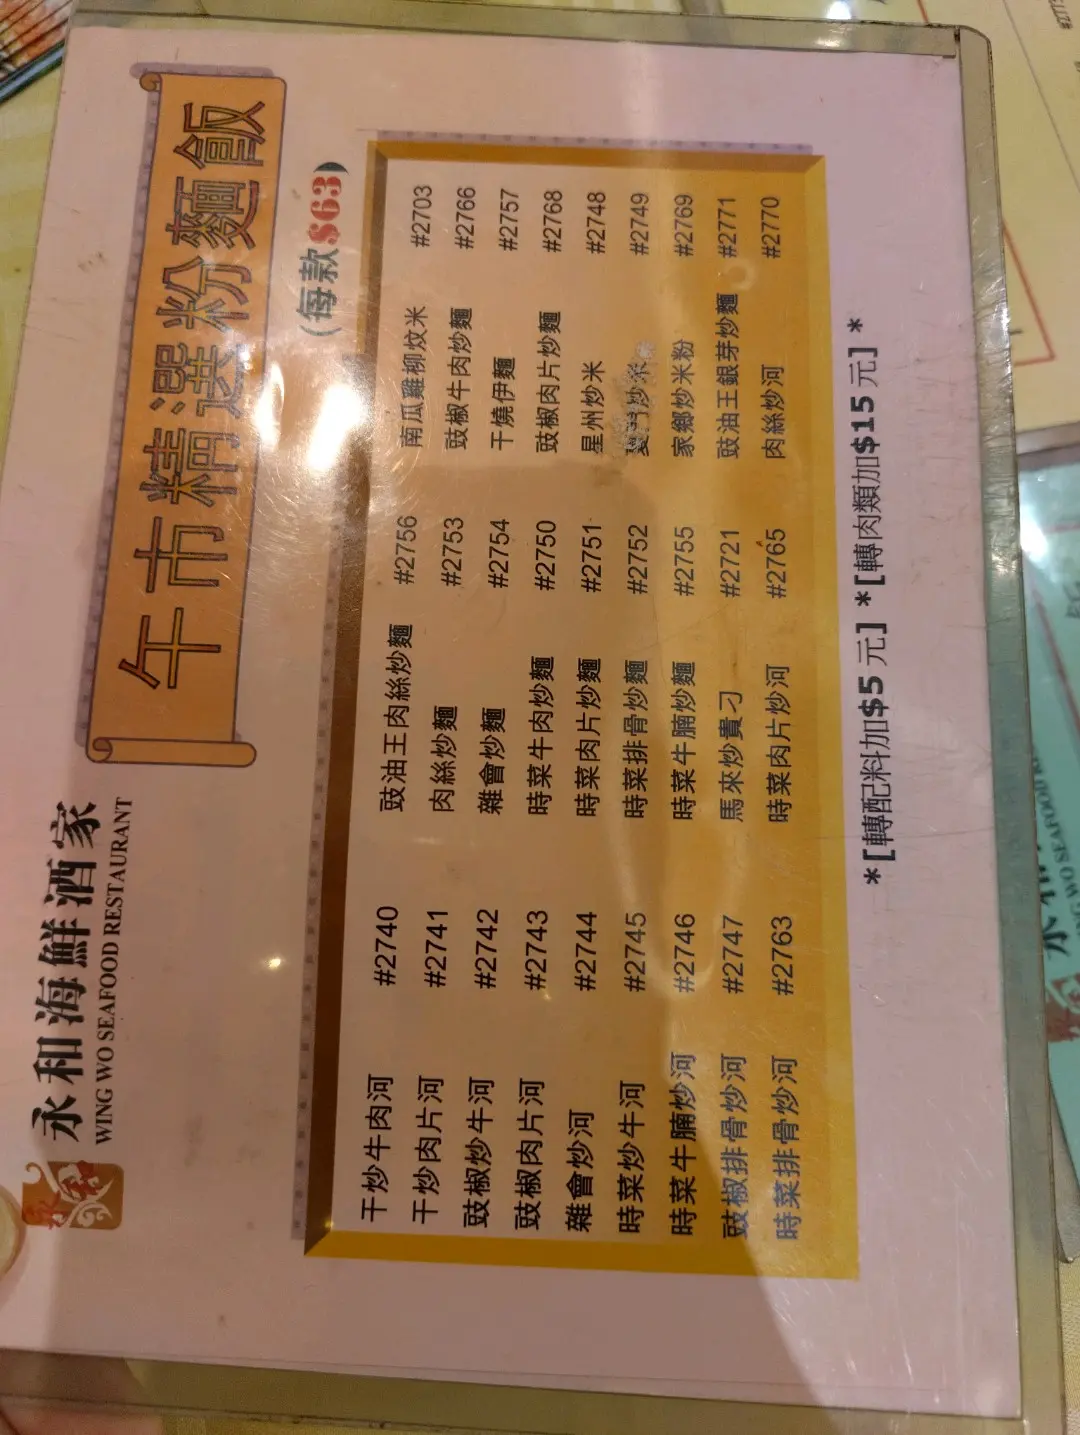 永和海鮮酒家
WING WO SEAFOOD RESTAURANT
午市精選粉麵飯
(每款$63)
干炒牛肉河 #2740 豉油王肉絲炒麵 #2756 南瓜雞柳炆米 #2703
干炒肉片河 #2741 肉絲炒麵 #2753 豉椒牛肉炒麵 #2766
豉椒炒牛河 #2742 雜會炒麵 #2754 干燒伊麵 #2757
豉椒肉片河 #2743 時菜牛肉炒麵 #2750 豉椒肉片炒麵 #2768
雜會炒河 #2744 時菜肉片炒麵 #2751 星州炒米 #2748
時菜炒牛河 #2745 時菜排骨炒麵 #2752 炒米 #2749
時菜牛腩炒河 #2746 時菜牛腩炒麵 #2755 家鄉炒米粉 #2769
豉椒排骨炒河 #2747 馬來炒貴刁 #2721 豉油王銀芽炒麵 #2771
時菜排骨炒河 #2763 時菜肉片炒河 #2765 肉絲炒河 #2770
*[轉配料加$5元] *[轉肉類加$15元]*